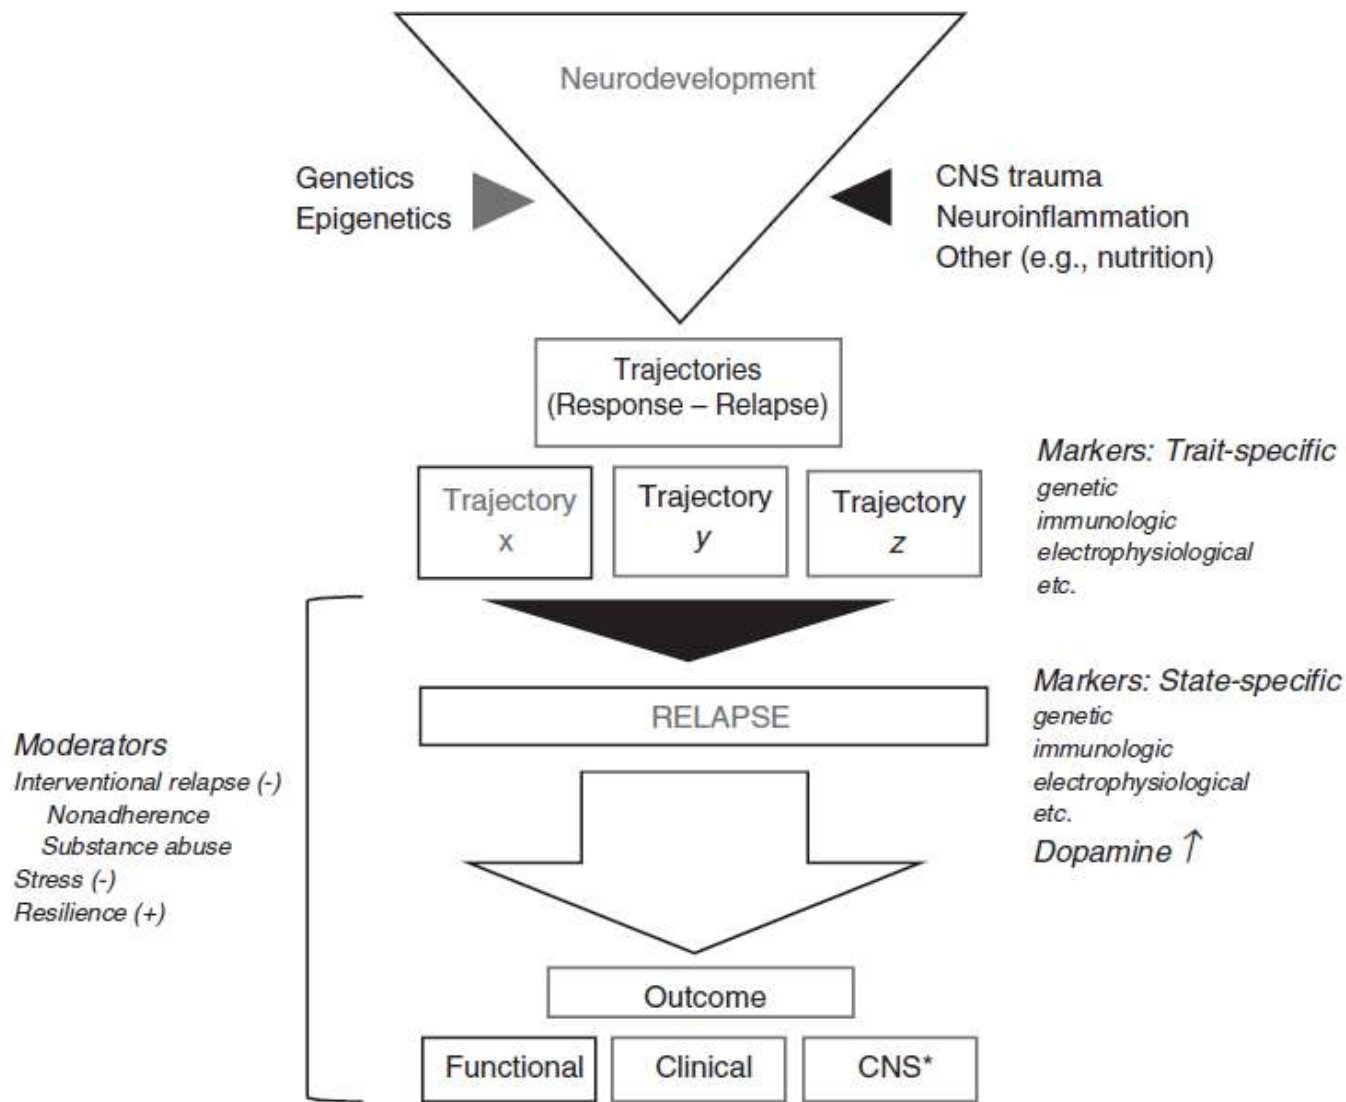 Neurodevelopment
Genetics
Epigenetics
CNS trauma
Neuroinflammation
Other (e.g., nutrition)
Trajectories
(Response – Relapse)
Trajectory
x
Trajectory
y
Trajectory
z
Markers: Trait-specific
genetic
immunologic
electrophysiological
etc.
RELAPSE
Markers: State-specific
genetic
immunologic
electrophysiological
etc.
Dopamine ↑
Moderators
Interventional relapse (-)
Nonadherence
Substance abuse
Stress (-)
Resilience (+)
Outcome
Functional
Clinical
CNS*